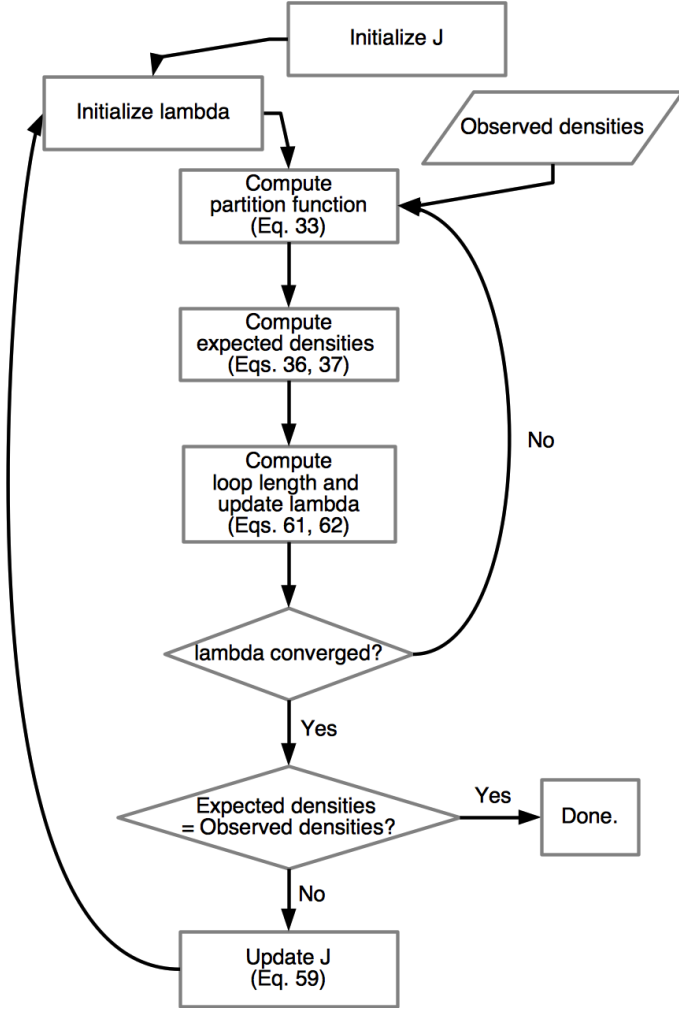 Initialize J
Initialize lambda
Observed densities
Compute
partition function
(Eq. 33)
Compute
expected densities
(Eqs. 36, 37)
Compute
loop length and
update lambda
(Eqs. 61, 62)
No
lambda converged?
Yes
Expected densities
= Observed densities?
Yes
Done.
No
Update J
(Eq. 59)